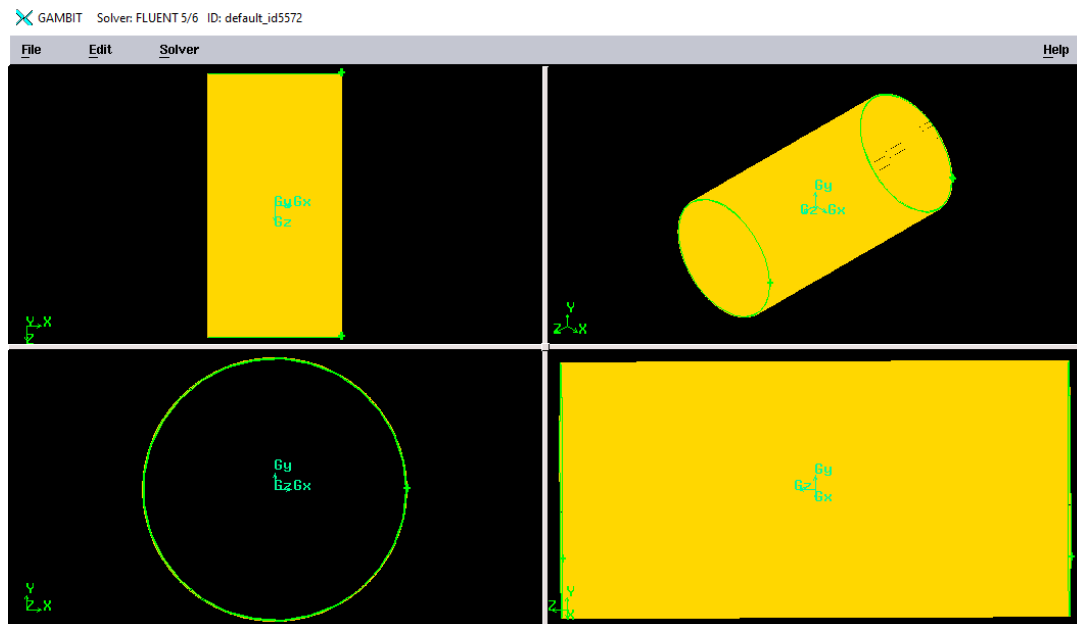 GAMBIT Solver: FLUENT 5/6 ID: default_id5572
File Edit Solver Help
Gy Gx
Gz
Y X
Z
Gy
Gz Gx
Y
Z X
Gy
Gz Gx
Y
Z X
Gy
Gz
Gx
Y
Z
X